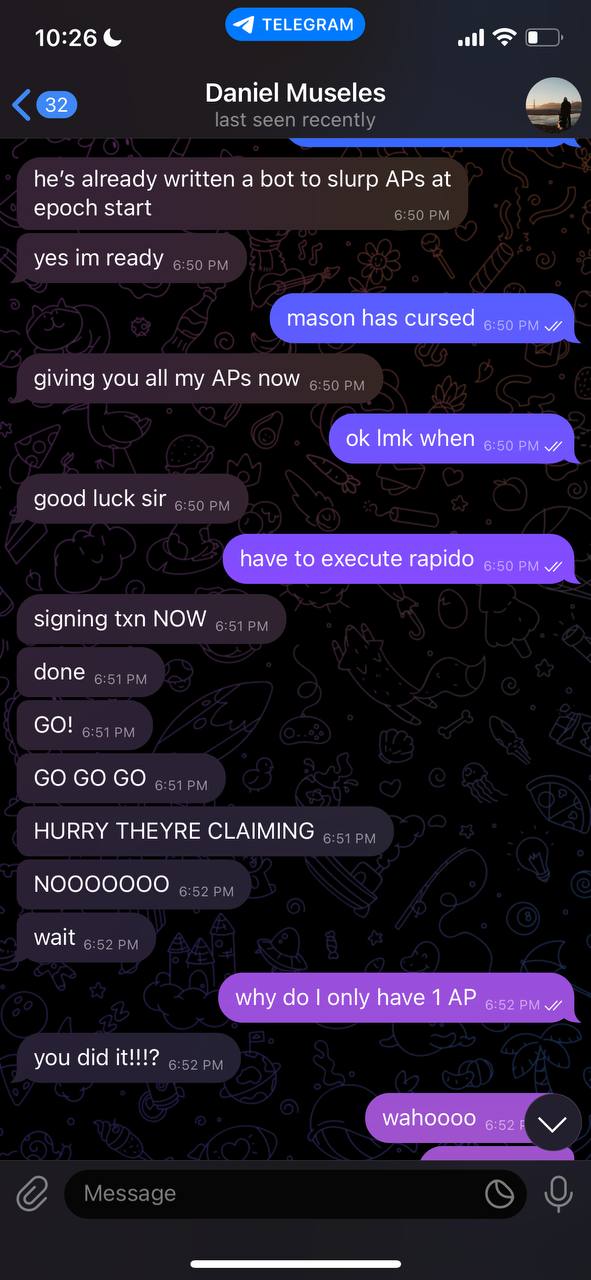 10:26
TELEGRAM
32
Daniel Museles
last seen recently
he's already written a bot to slurp APs at
epoch start
6:50 PM
yes im ready 6:50 PM
mason has cursed 6:50 PM
giving you all my APs now 6:50 PM
ok lmk when 6:50 PM
good luck sir 6:50 PM
have to execute rapido 6:50 PM
signing txn NOW 6:51 PM
done 6:51 PM
GO! 6:51 PM
GO GO GO 6:51 PM
HURRY THEYRE CLAIMING 6:51 PM
NOOOOOOO 6:52 PM
wait 6:52 PM
why do I only have 1 AP 6:52 PM
you did it!!!? 6:52 PM
wahoooo 6:52
Message